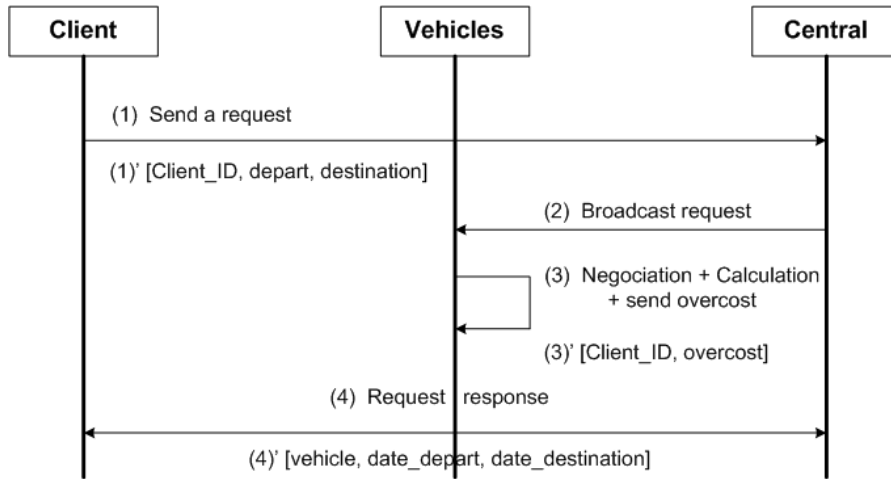 Client
Vehicles
Central
(1) Send a request
(1)' [Client_ID, depart, destination]
(2) Broadcast request
(3) Negociation + Calculation
+ send overcost
(3)' [Client_ID, overcost]
(4) Request response
(4)' [vehicle, date_depart, date_destination]